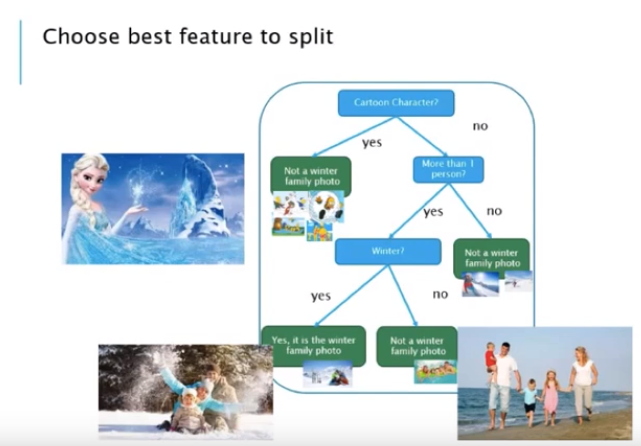 Choose best feature to split
Cartoon Character?
yes
no
Not a winter
family photo
More than 1
person?
yes
no
Winter?
Not a winter
family photo
yes
no
Yes, it is the winter
family photo
Not a winter
family photo